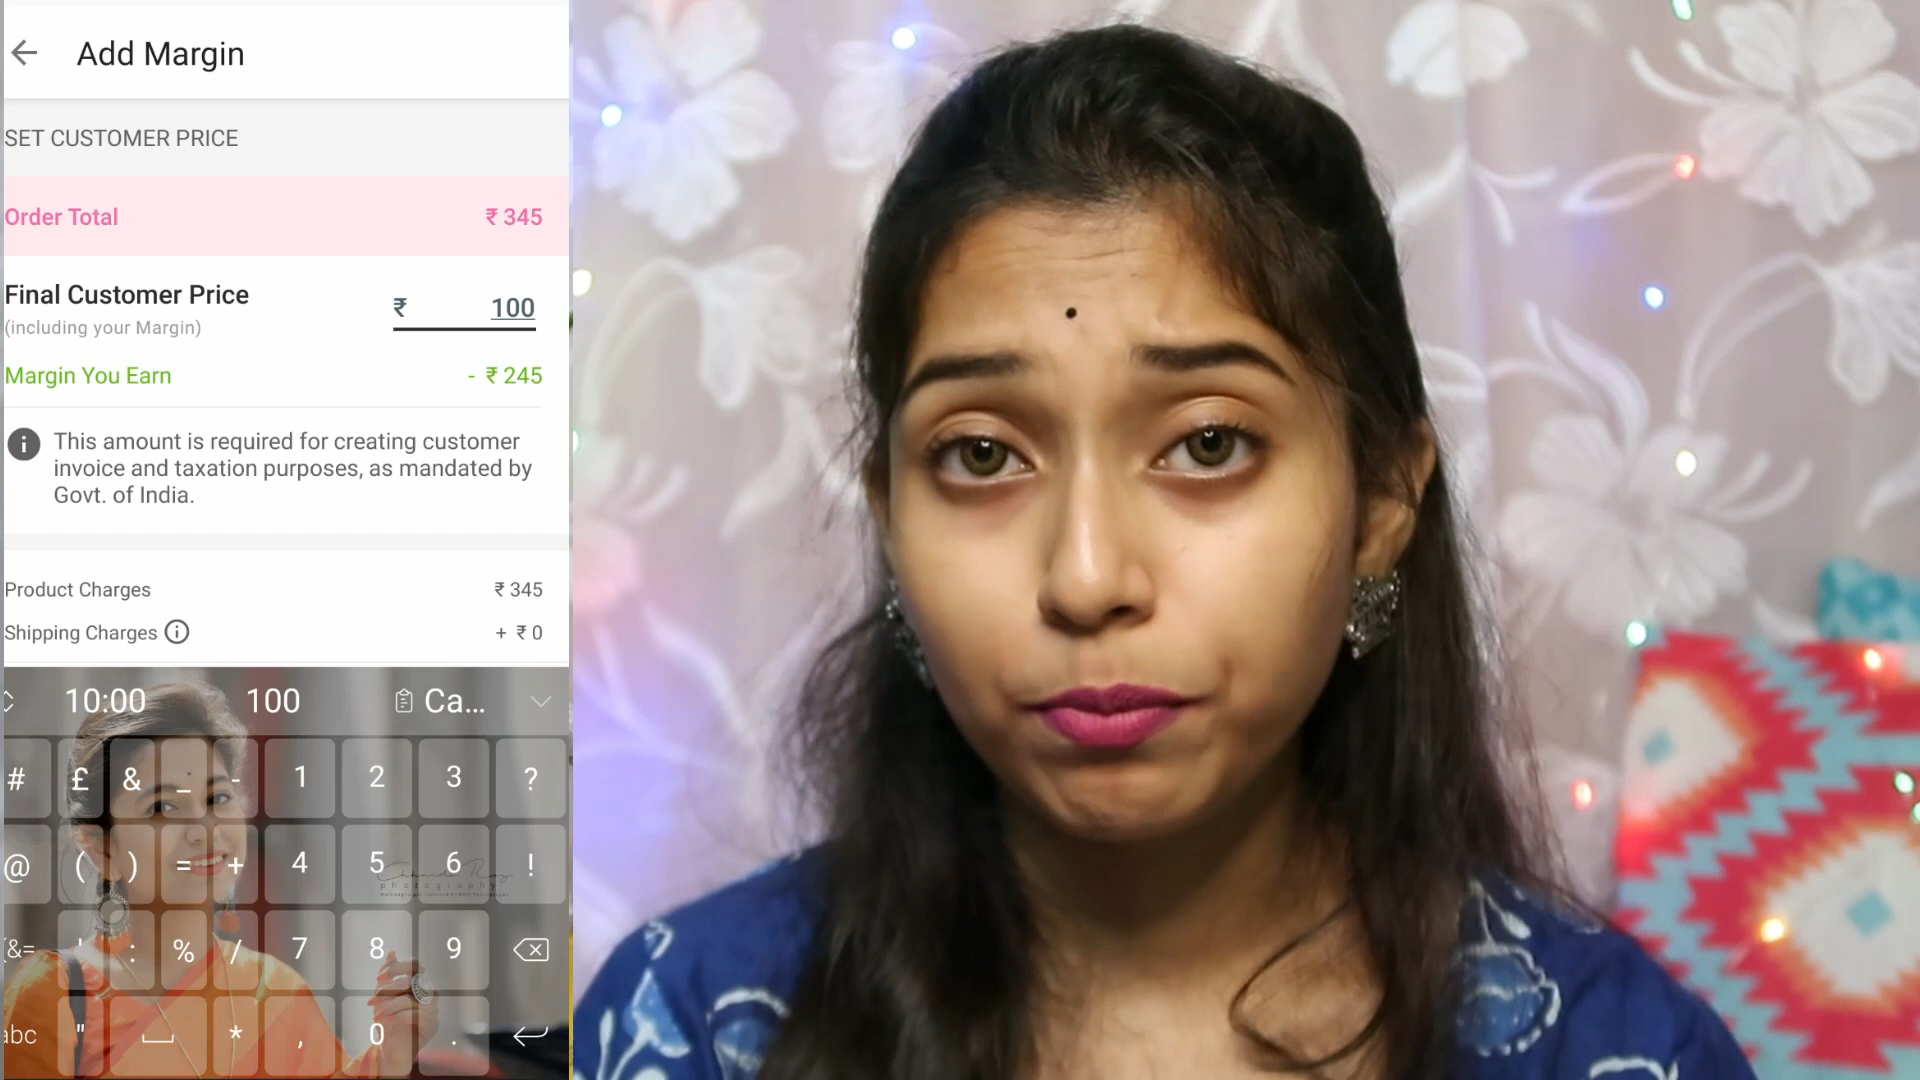 Add Margin
SET CUSTOMER PRICE
Order Total ₹ 345
Final Customer Price ₹ 100
(including your Margin)
Margin You Earn - ₹ 245
This amount is required for creating customer
invoice and taxation purposes, as mandated by
Govt. of India.
Product Charges ₹ 345
Shipping Charges + ₹ 0
10:00 100 Ca...
# £ & _ - 1 2 3 ?
@ ( ) = + 4 5 6 !
photography
&= ' : % / 7 8 9
abc " * , 0 .